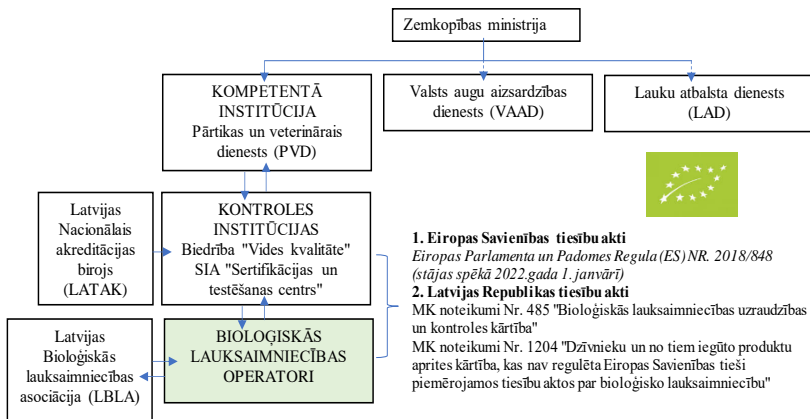 Zemkopības ministrija
KOMPETENTĀ
INSTITŪCIJA
Pārtikas un veterinārais
dienests (PVD)
Valsts augu aizsardzības
dienests (VAAD)
Lauku atbalsta dienests
(LAD)
Latvijas
Nacionālais
akreditācijas
birojs
(LATAK)
KONTROLES
INSTITŪCIJAS
Biedrība "Vides kvalitāte"
SIA "Sertifikācijas un
testēšanas centrs"
1. Eiropas Savienības tiesību akti
Eiropas Parlamenta un Padomes Regula (ES) NR. 2018/848
(stājas spēkā 2022.gada 1. janvārī)
2. Latvijas Republikas tiesību akti
MK noteikumi Nr. 485 "Bioloģiskās lauksaimniecības uzraudzības
un kontroles kārtība"
MK noteikumi Nr. 1204 "Dzīvnieku un no tiem iegūto produktu
aprites kārtība, kas nav regulēta Eiropas Savienības tieši
piemērojamos tiesību aktos par bioloģisko lauksaimniecību"
Latvijas
Bioloģiskās
lauksaimniecības
asociācija (LBLA)
BIOLOĢISKĀS
LAUKSAIMNIECĪBAS
OPERATORI